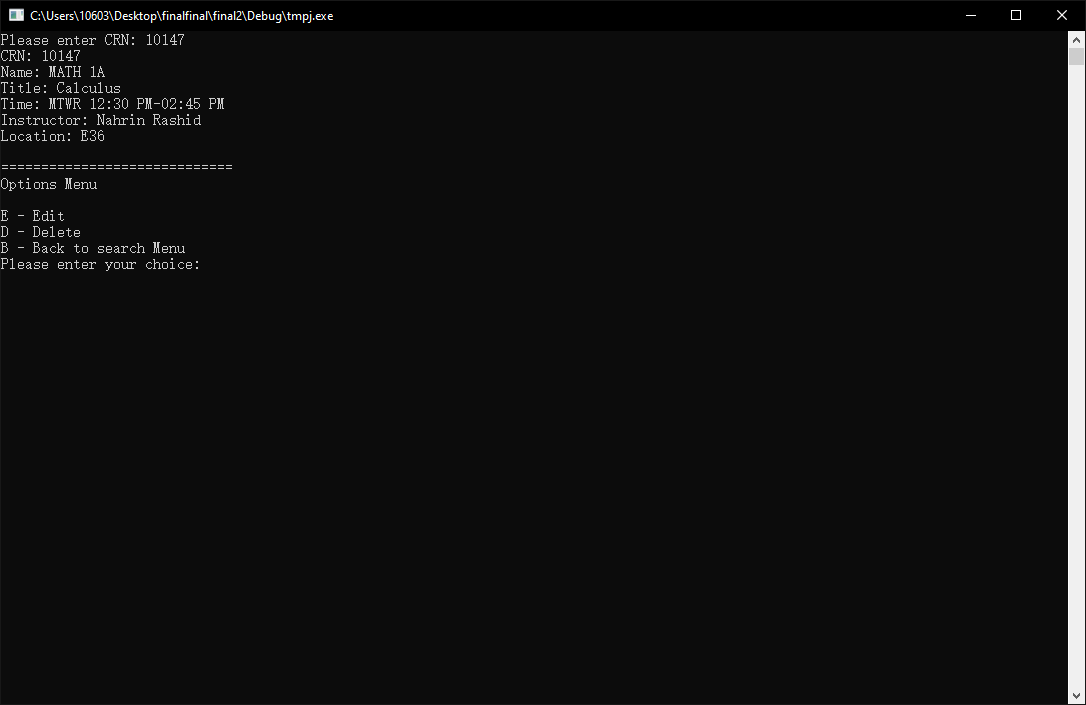 C:\Users\10603\Desktop\finalfinal\final2\Debug\tmpj.exe
Please enter CRN: 10147
CRN: 10147
Name: MATH 1A
Title: Calculus
Time: MTWR 12:30 PM-02:45 PM
Instructor: Nahrin Rashid
Location: E36
=============================
Options Menu
E - Edit
D - Delete
B - Back to search Menu
Please enter your choice: